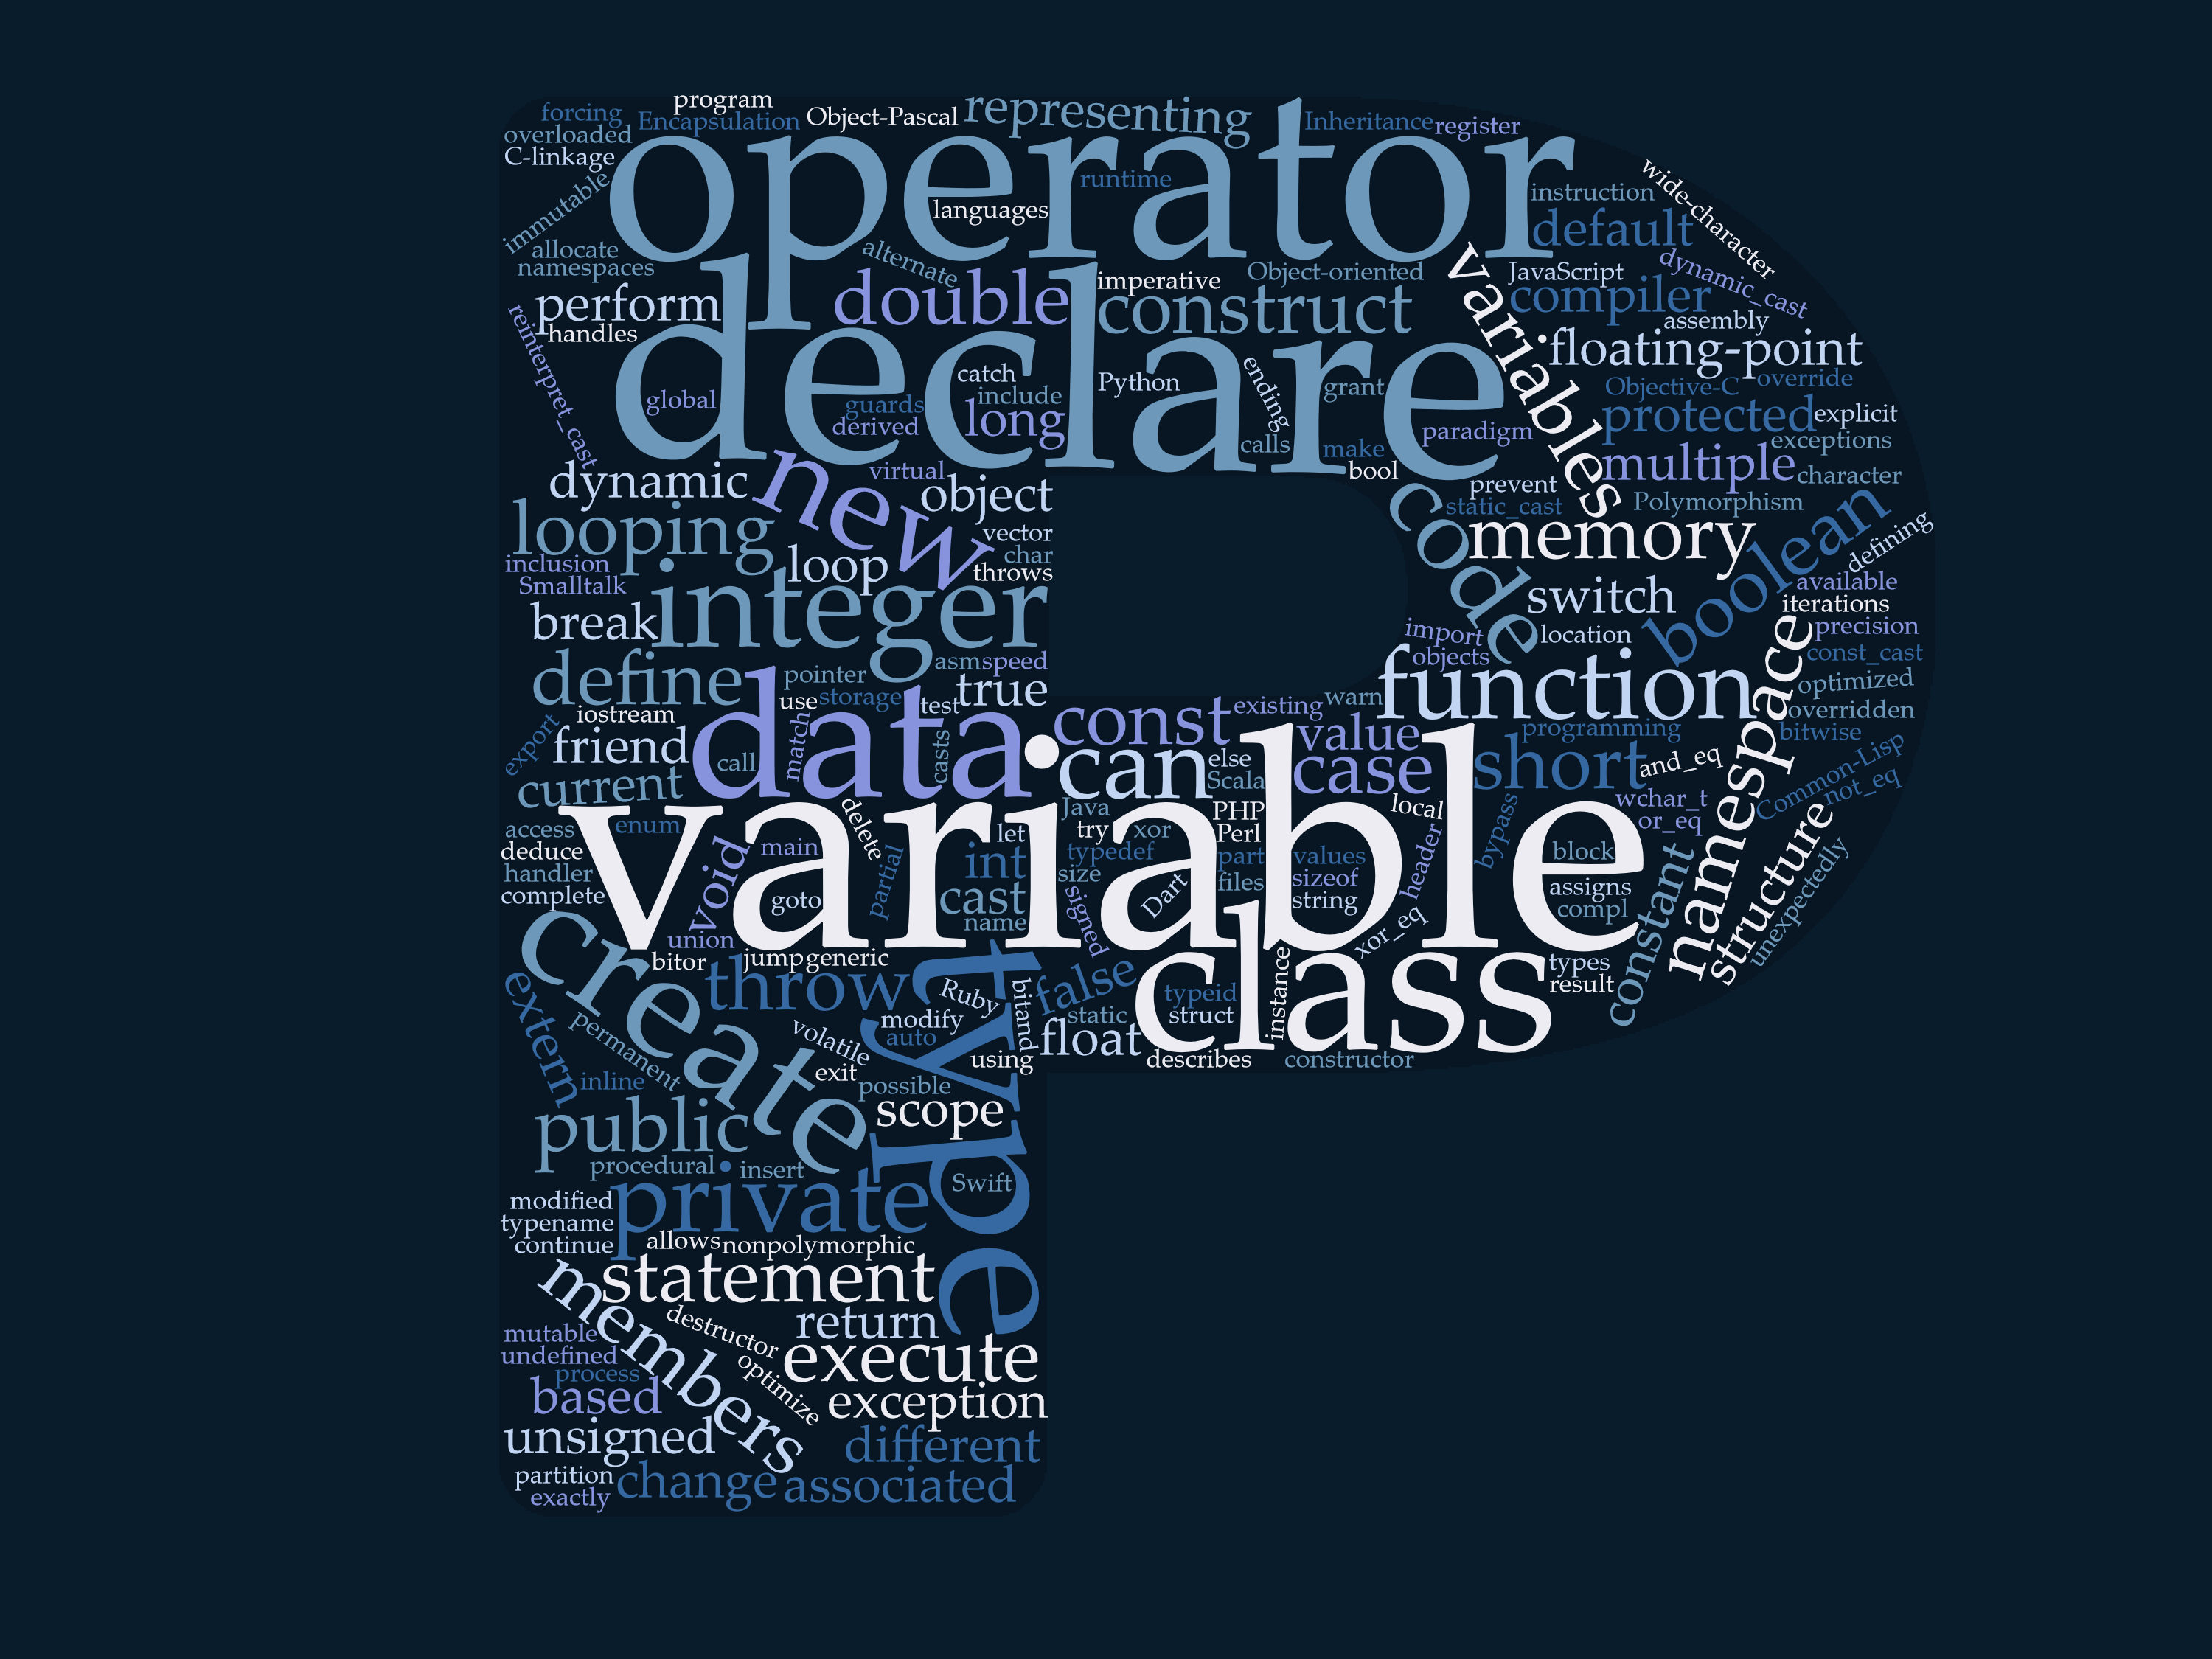 program
forcing
Encapsulation
Object-Pascal
representing
Inheritance
register
overloaded
C-linkage
operator
immutable
runtime
languages
instruction
wide-character
default
allocate
namespaces
alternate
imperative
Object-oriented
variables
JavaScript
dynamic_cast
perform
handles
double
construct
compiler
assembly
reinterpret_cast
declare
floating-point
global
guards
derived
catch
include
long
Python
ending
calls
grant
make
bool
paradigm
Objective-C
override
protected
explicit
exceptions
multiple
character
dynamic
new
virtual
object
prevent
static_cast
Polymorphism
looping
vector
char
throws
code
memory
boolean
defining
inclusion
Smalltalk
loop
integer
switch
available
iterations
break
import
objects
location
namespace
precision
const_cast
define
pointer
asm
speed
use
storage
test
true
function
optimized
overridden
bitwise
iostream
export
friend
data
match
call
casts
const
existing
warn
value
programming
current
can
else
Scala
case
short
and_eq
Common-Lisp
not_eq
variable
access
enum
deduce
handler
complete
void
main
delete
let
Java
try
xor
PHP
Perl
local
wchar_t
or_eq
bypass
goto
partial
int
cast
name
typedef
size
part
files
values
sizeof
string
header
Dart
signed
xor_eq
block
assigns
compl
constant
structure
unexpectedly
create
union
bitor
jump
generic
type
class
types
result
extern
throw
Ruby
bitand
false
typeid
static
struct
instance
permanent
volatile
modify
auto
float
using
describes
constructor
inline
exit
possible
public
scope
procedural
insert
Swift
modified
private
typename
continue
allows
nonpolymorphic
members
statement
destructor
return
mutable
undefined
process
optimize
execute
based
exception
unsigned
different
partition
exactly
change
associated